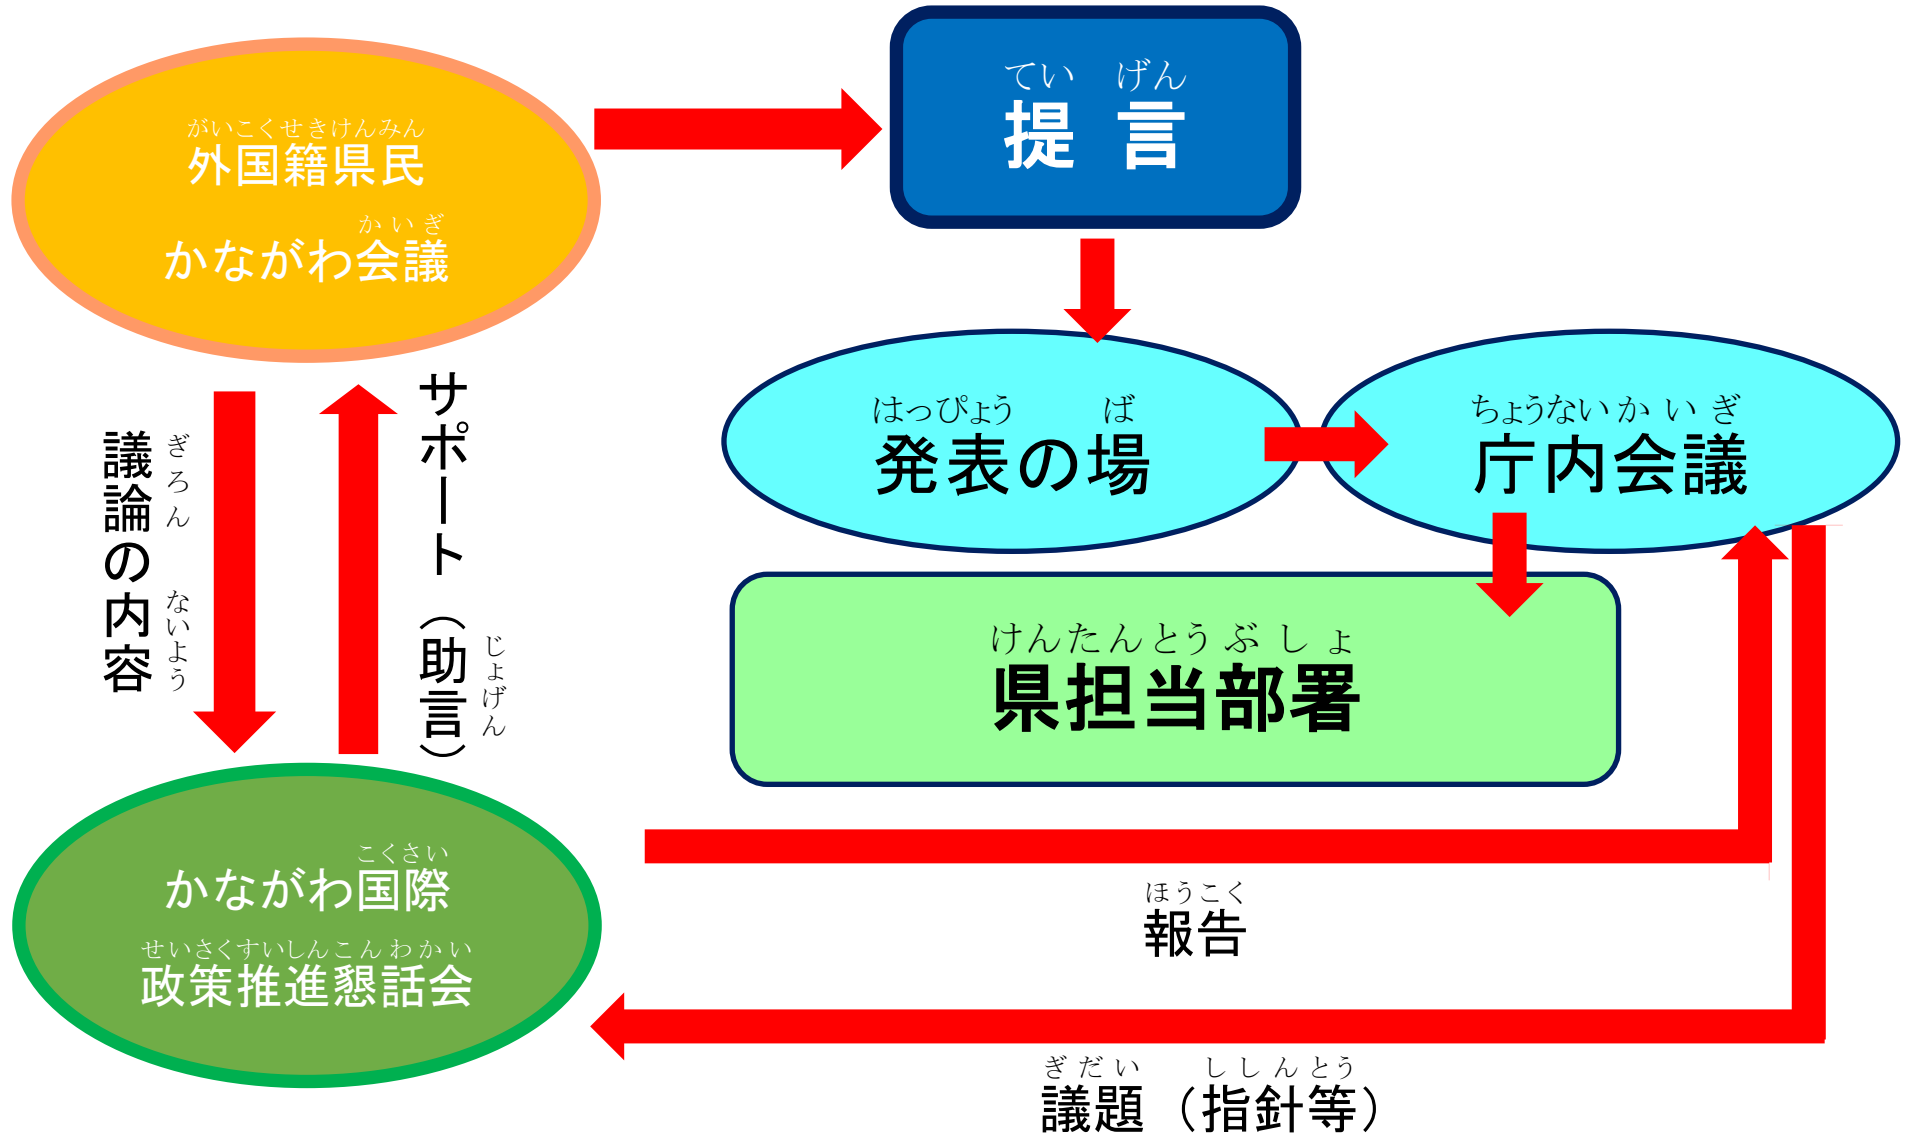 がいこくせきけんみん
外国籍県民
かいぎ
かながわ会議
てい げん
提 言
はっぴょう ば
発表の場
ちょうないかいぎ
庁内会議
けんたんとうぶしょ
県担当部署
ぎろん ないよう
議論の内容
サポート（助言）
じょげん
こくさい
かながわ国際
せいさくすいしんこんわかい
政策推進懇話会
ほうこく
報告
ぎだい ししんとう
議題（指針等）